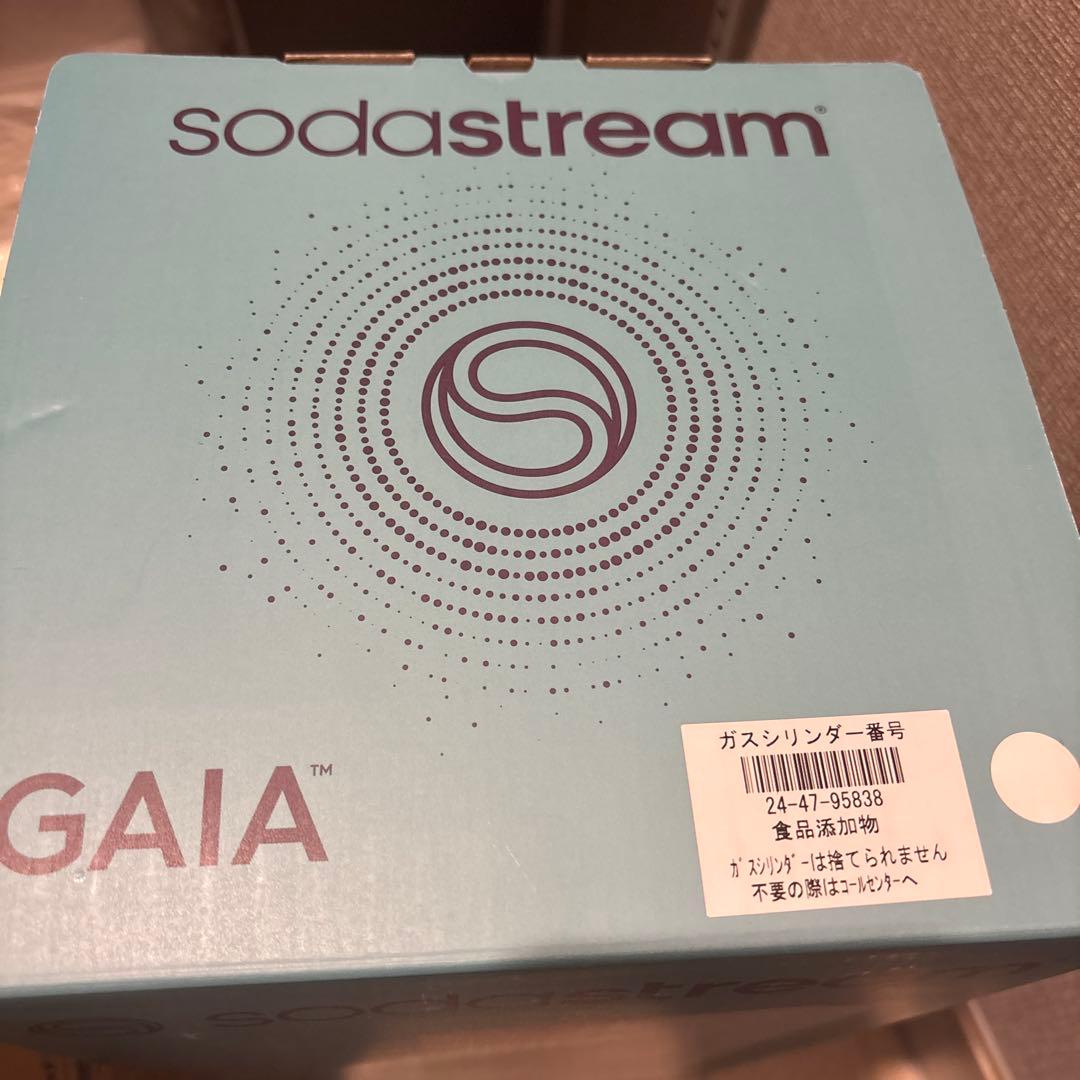 sodastream®
GAIA™
ガスシリンダー番号
24-47-95838
食品添加物
ｶﾞｽｼﾘﾝﾀﾞｰは捨てられません
不要の際はｺｰﾙｾﾝﾀｰへ
sodastream